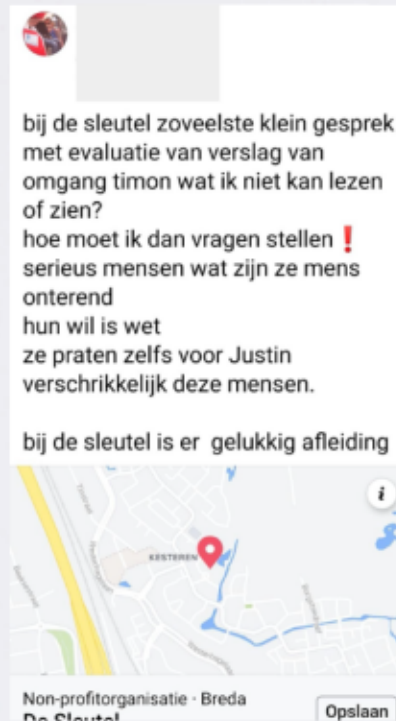 bij de sleutel zoveelste klein gesprek
met evaluatie van verslag van
omgang timon wat ik niet kan lezen
of zien?
hoe moet ik dan vragen stellen❗
serieus mensen wat zijn ze mens
onterend
hun wil is wet
ze praten zelfs voor Justin
verschrikkelijk deze mensen.
bij de sleutel is er gelukkig afleiding
i
KESTEREN
Non-profitorganisatie · Breda
Opslaan
De Sleutel